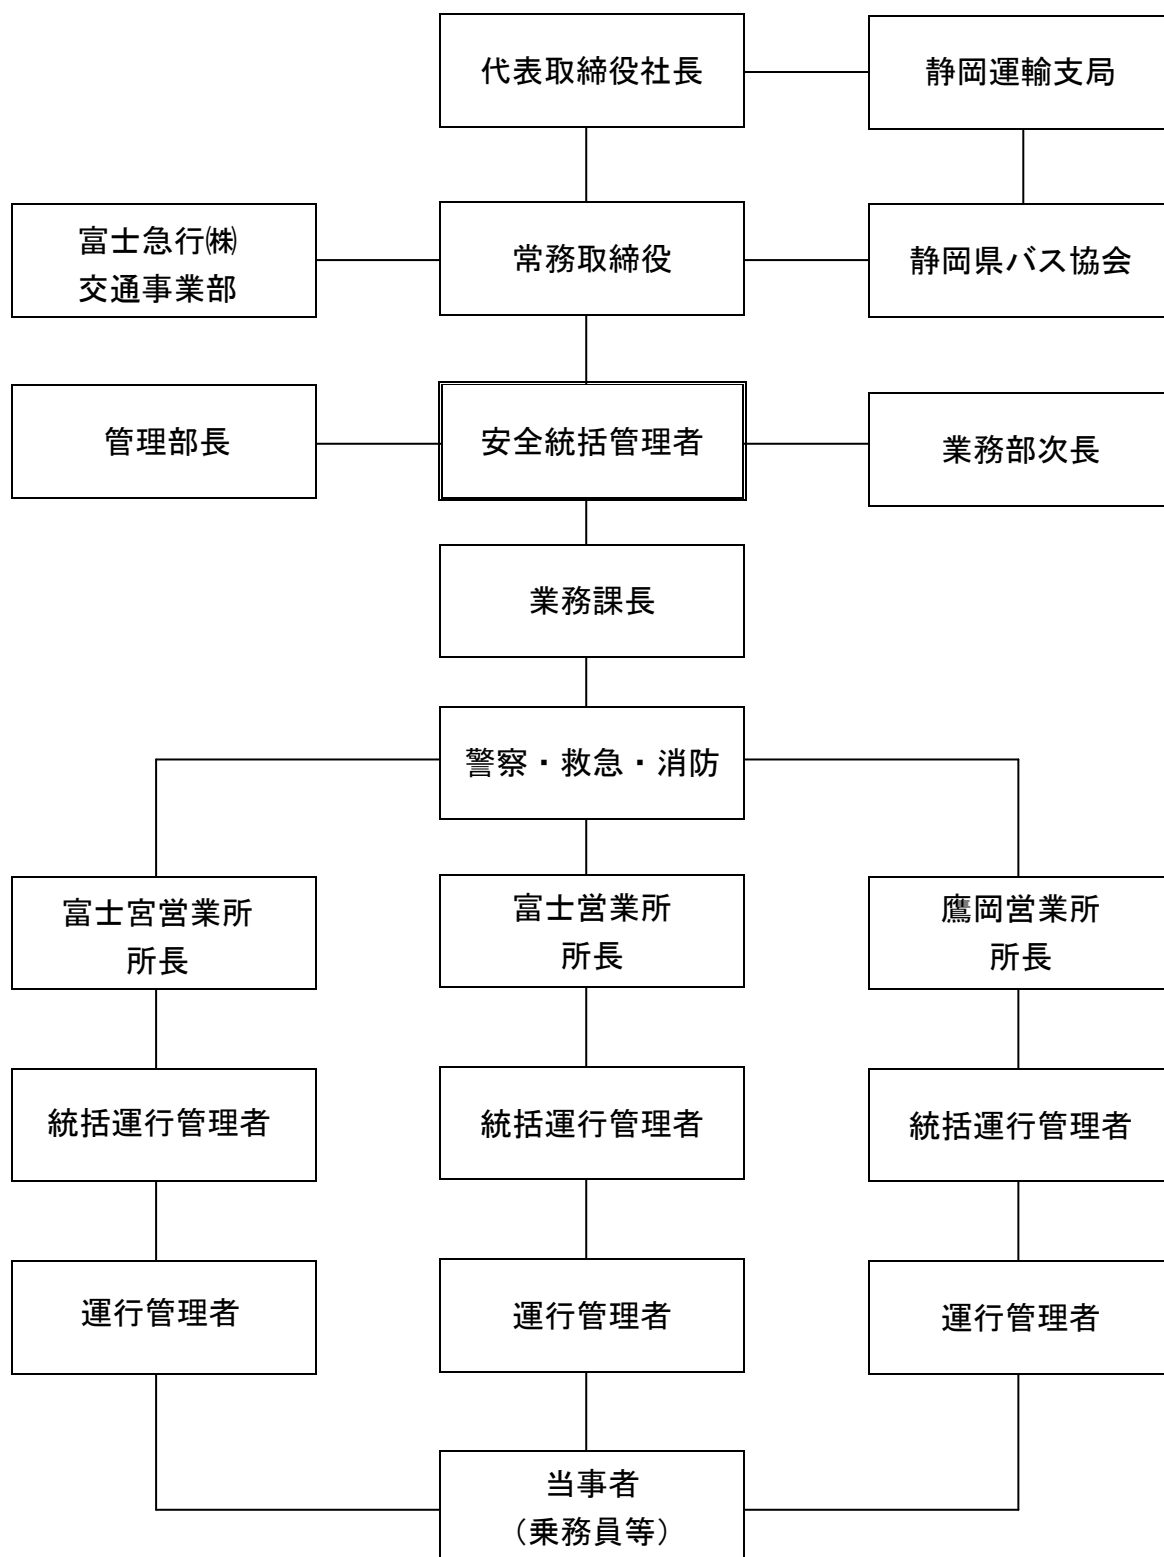 代表取締役社長
静岡運輸支局
富士急行㈱
交通事業部
常務取締役
静岡県バス協会
管理部長
安全統括管理者
業務部次長
業務課長
警察・救急・消防
富士宮営業所
所長
富士営業所
所長
鷹岡営業所
所長
統括運行管理者
統括運行管理者
統括運行管理者
運行管理者
運行管理者
運行管理者
当事者
（乗務員等）